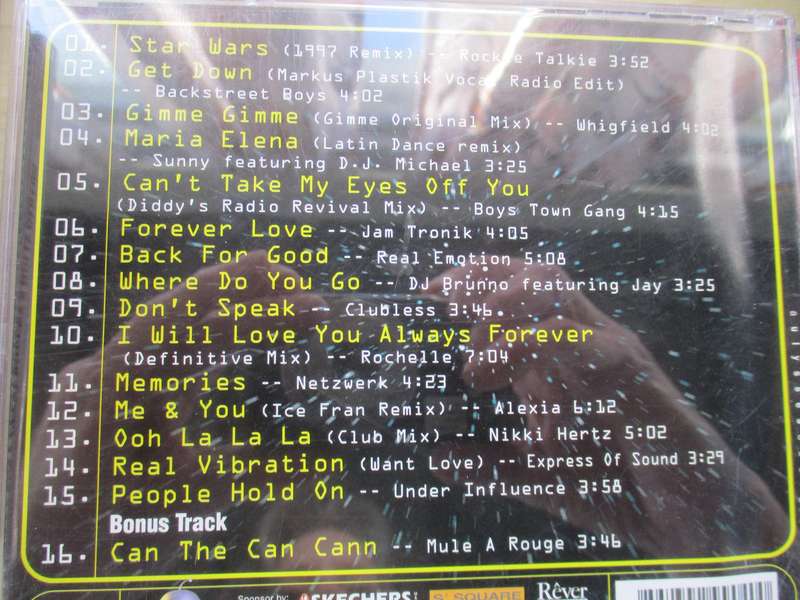 01. Star Wars (1997 Remix) -- Rockie Talkie 3:52
02. Get Down (Markus Plastik Vocal Radio Edit)
-- Backstreet Boys 4:02
03. Gimme Gimme (Gimme Original Mix) -- Whigfield 4:02
04. Maria Elena (Latin Dance remix)
-- Sunny featuring D.J. Michael 3:25
05. Can't Take My Eyes Off You
(Diddy's Radio Revival Mix) -- Boys Town Gang 4:15
06. Forever Love -- Jam Tronik 4:05
07. Back For Good -- Real Emotion 5:08
08. Where Do You Go -- DJ Brunno featuring Jay 3:25
09. Don't Speak -- Clubless 3:46
10. I Will Love You Always Forever
(Definitive Mix) -- Rochelle 7:04
11. Memories -- Netzwerk 4:23
12. Me & You (Ice Fran Remix) -- Alexia 6:12
13. Ooh La La La (Club Mix) -- Nikki Hertz 5:02
14. Real Vibration (Want Love) -- Express Of Sound 3:29
15. People Hold On -- Under Influence 3:58
Bonus Track
16. Can The Can Cann -- Mule A Rouge 3:46
Sponsor by: SKECHERS S. SQUARE Rêver